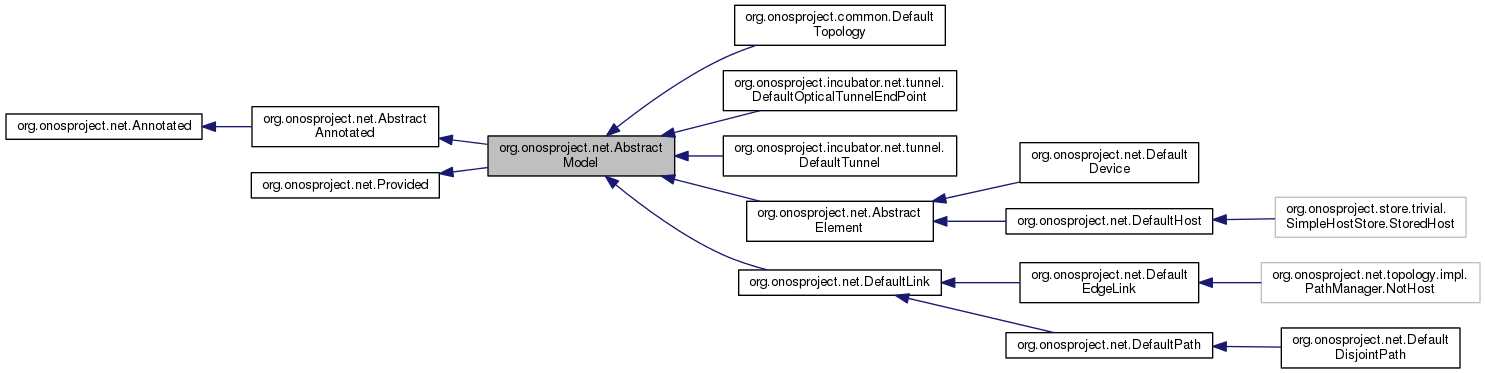 org.onosproject.net.Annotated
org.onosproject.net.Abstract
Annotated
org.onosproject.net.Provided
org.onosproject.net.Abstract
Model
org.onosproject.common.Default
Topology
org.onosproject.incubator.net.tunnel.
DefaultOpticalTunnelEndPoint
org.onosproject.incubator.net.tunnel.
DefaultTunnel
org.onosproject.net.Abstract
Element
org.onosproject.net.DefaultLink
org.onosproject.net.Default
Device
org.onosproject.net.DefaultHost
org.onosproject.net.Default
EdgeLink
org.onosproject.net.DefaultPath
org.onosproject.store.trivial.
SimpleHostStore.StoredHost
org.onosproject.net.topology.impl.
PathManager.NotHost
org.onosproject.net.Default
DisjointPath